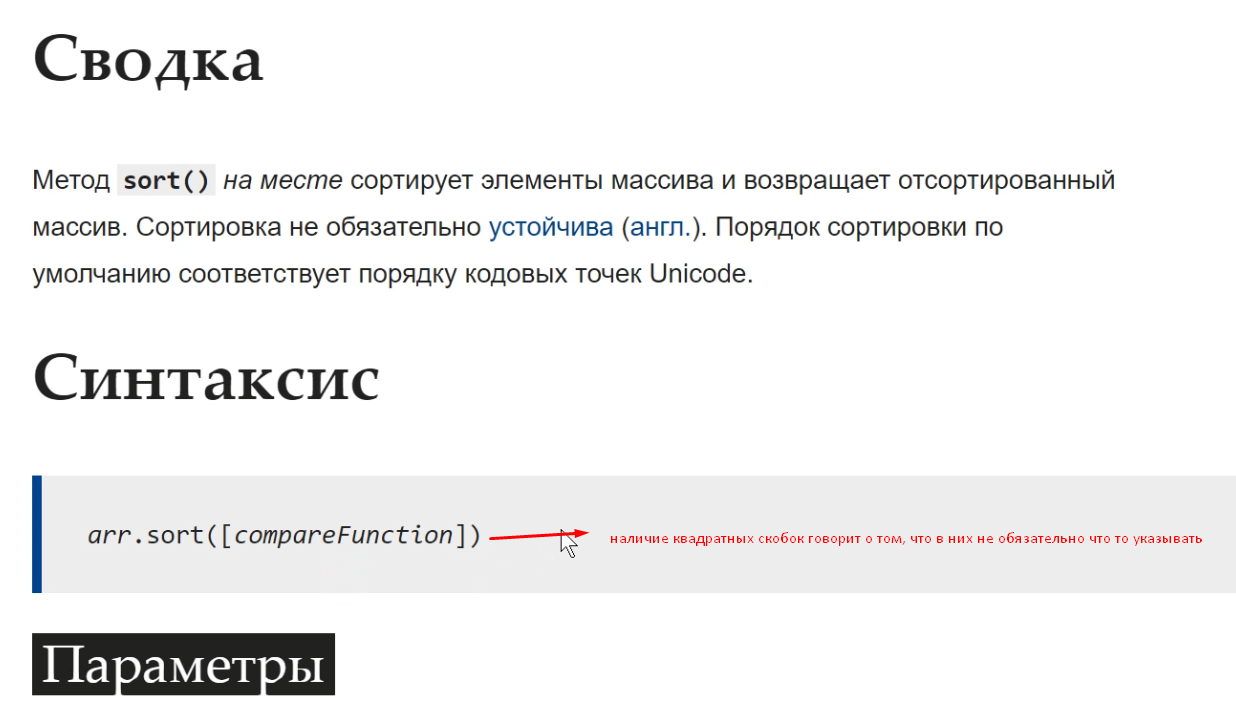 Сводка
Метод sort() на месте сортирует элементы массива и возвращает отсортированный
массив. Сортировка не обязательно устойчива (англ.). Порядок сортировки по
умолчанию соответствует порядку кодовых точек Unicode.
Синтаксис
arr.sort([compareFunction])
наличие квадратных скобок говорит о том, что в них не обязательно что то указывать
Параметры